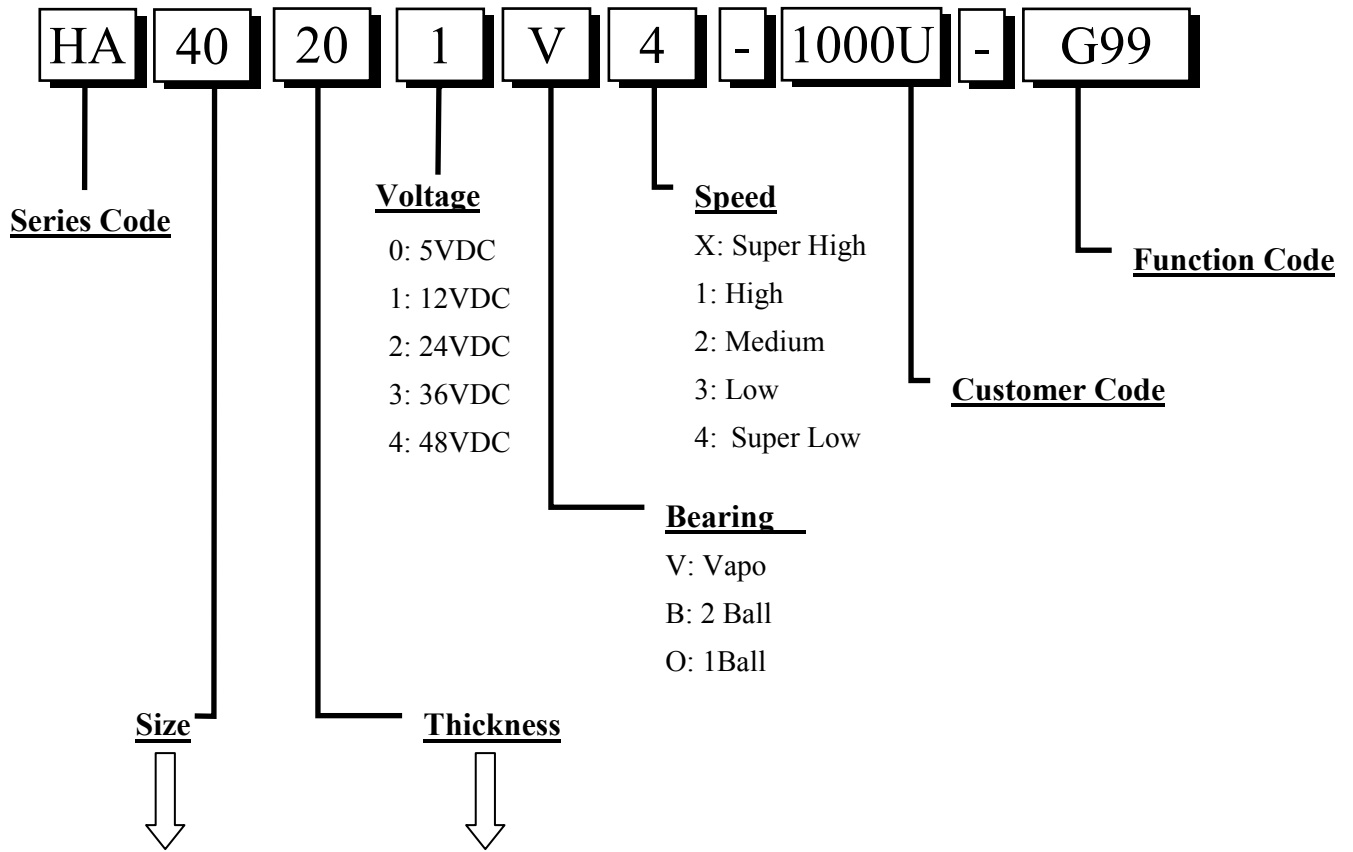 HA 40 20 1 V 4 - 1000U - G99
Series Code
Voltage
0: 5VDC
1: 12VDC
2: 24VDC
3: 36VDC
4: 48VDC
Speed
X: Super High
1: High
2: Medium
3: Low
4: Super Low
Function Code
Customer Code
Bearing
V: Vapo
B: 2 Ball
O: 1Ball
Size
Thickness